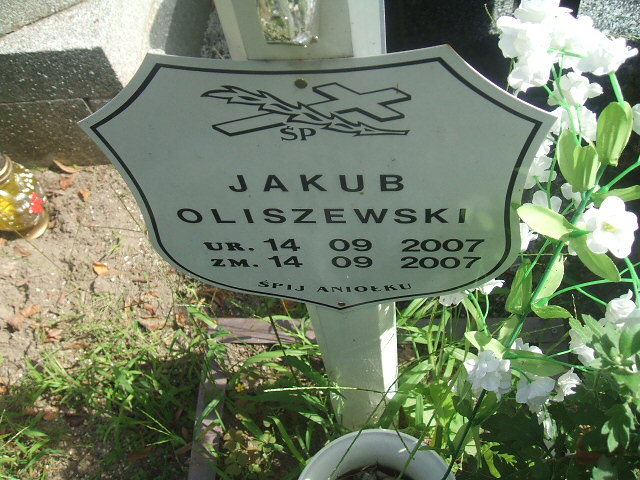 ŚP
JAKUB
OLISZEWSKI
UR. 14 09 2007
ZM. 14 09 2007
ŚPIJ ANIOŁKU